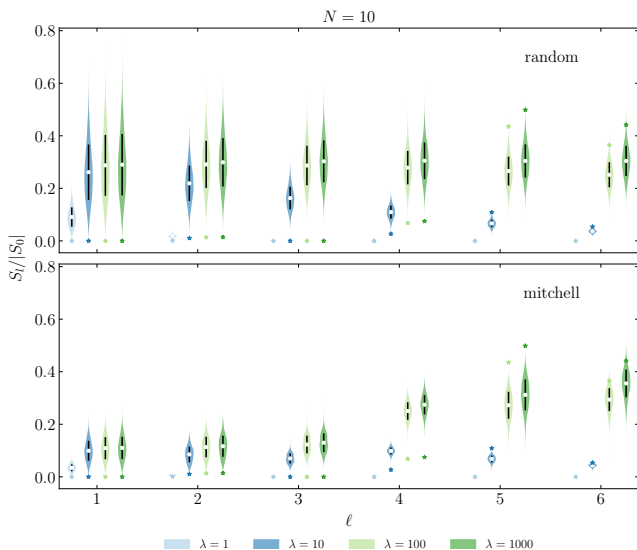 N = 10
0.8
random
0.6
0.4
0.2
0.0
S_l/|S_0|
0.8
mitchell
0.6
0.4
0.2
0.0
1 2 3 4 5 6
ℓ
λ = 1 λ = 10 λ = 100 λ = 1000